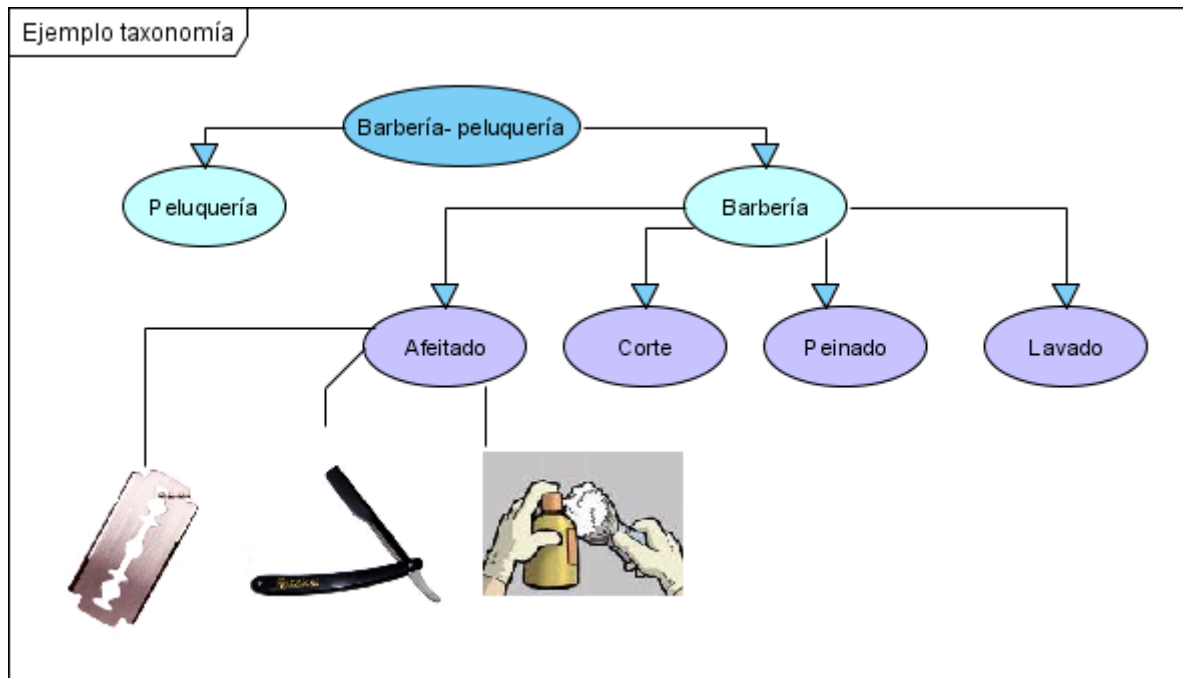 Ejemplo taxonomía
Barbería- peluquería
Peluquería
Barbería
Afeitado
Corte
Peinado
Lavado